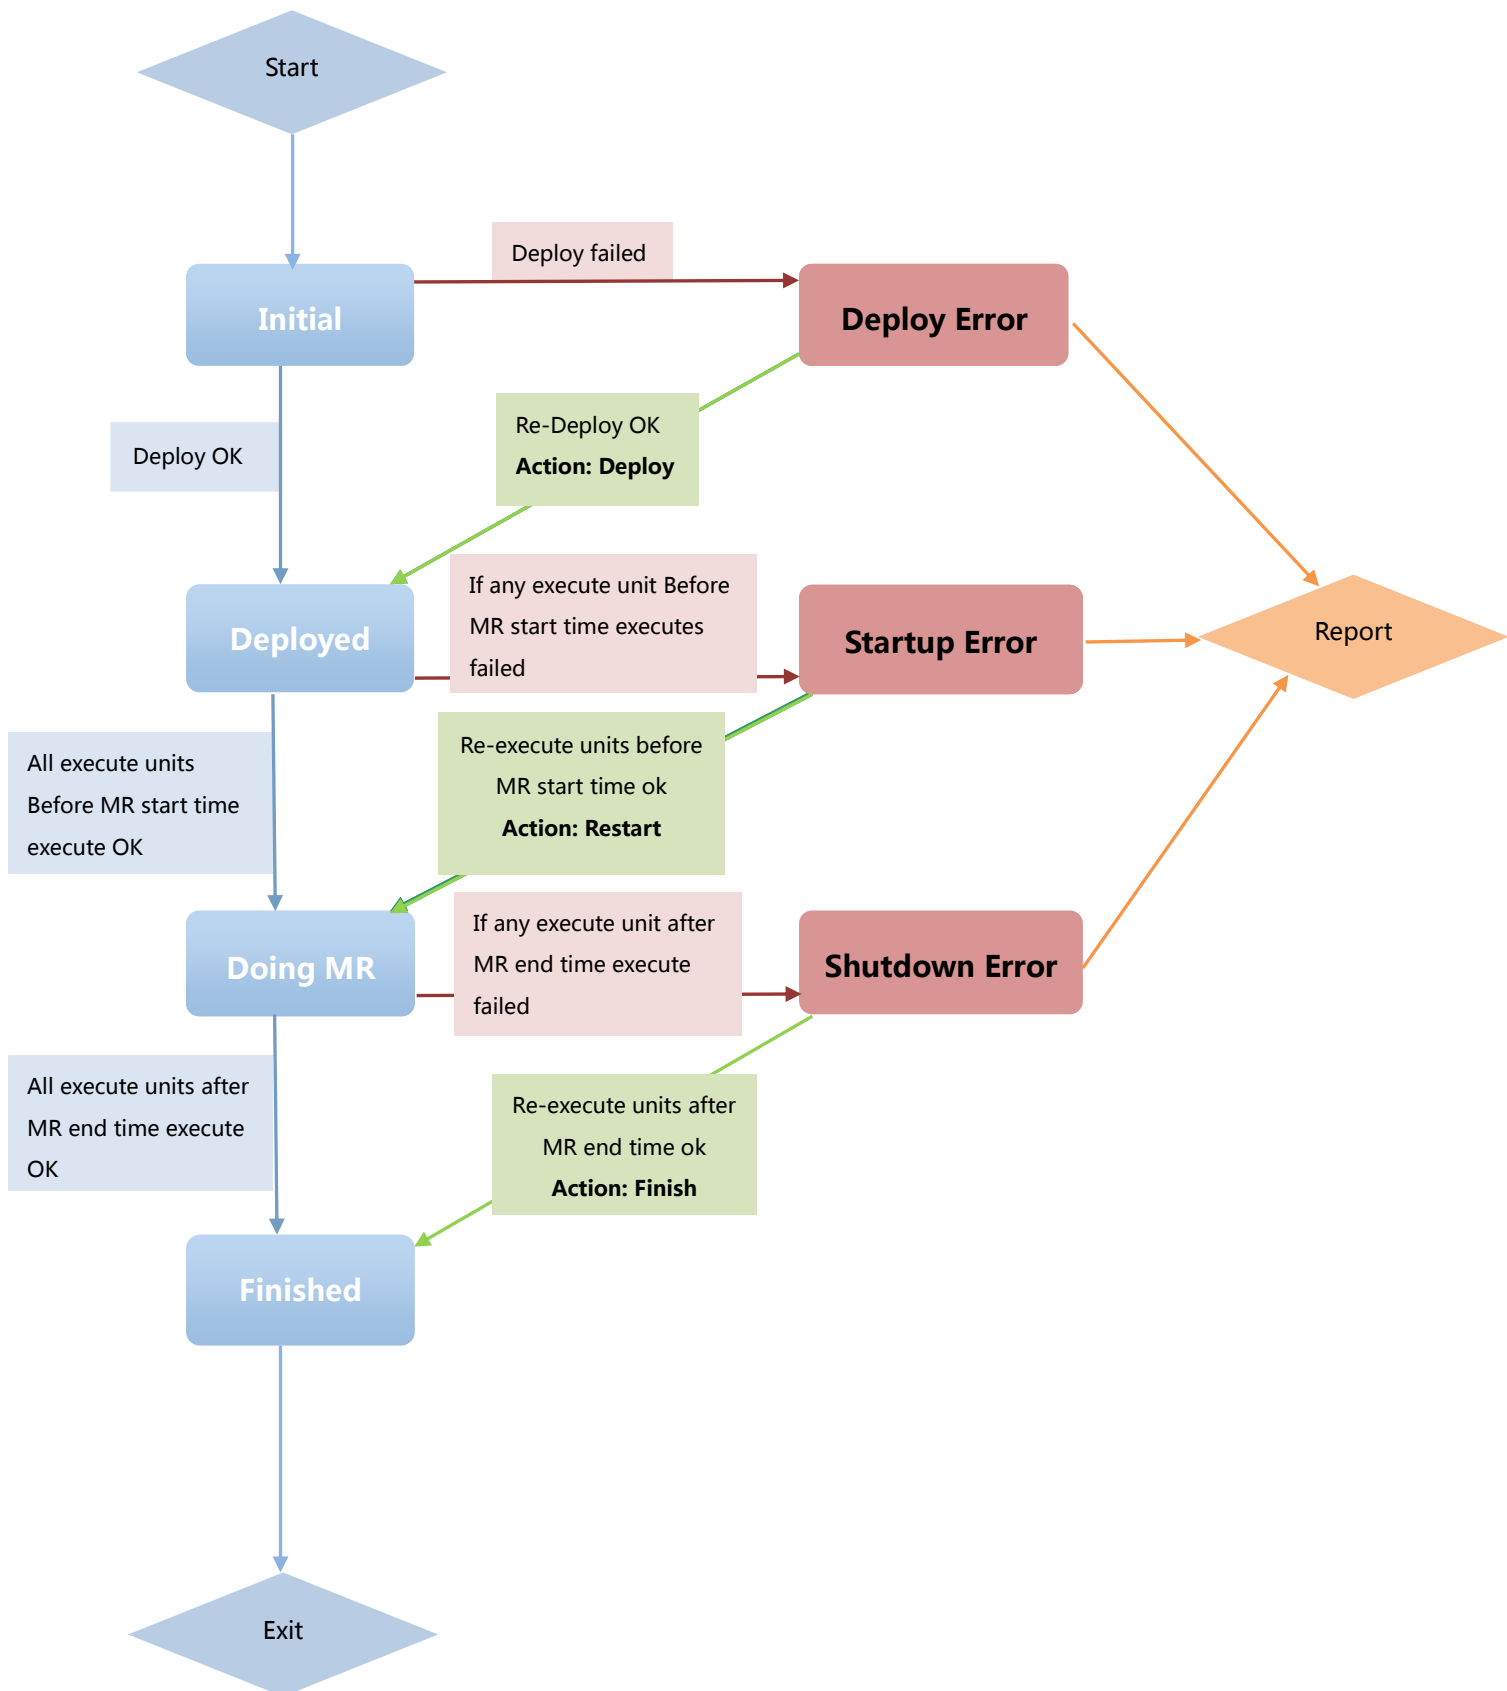 Start
Deploy failed
Initial
Deploy Error
Deploy OK
Re-Deploy OK
Action: Deploy
If any execute unit Before
MR start time executes
failed
Deployed
Startup Error
Report
All execute units
Before MR start time
execute OK
Re-execute units before
MR start time ok
Action: Restart
If any execute unit after
MR end time execute
failed
Doing MR
Shutdown Error
All execute units after
MR end time execute
OK
Re-execute units after
MR end time ok
Action: Finish
Finished
Exit